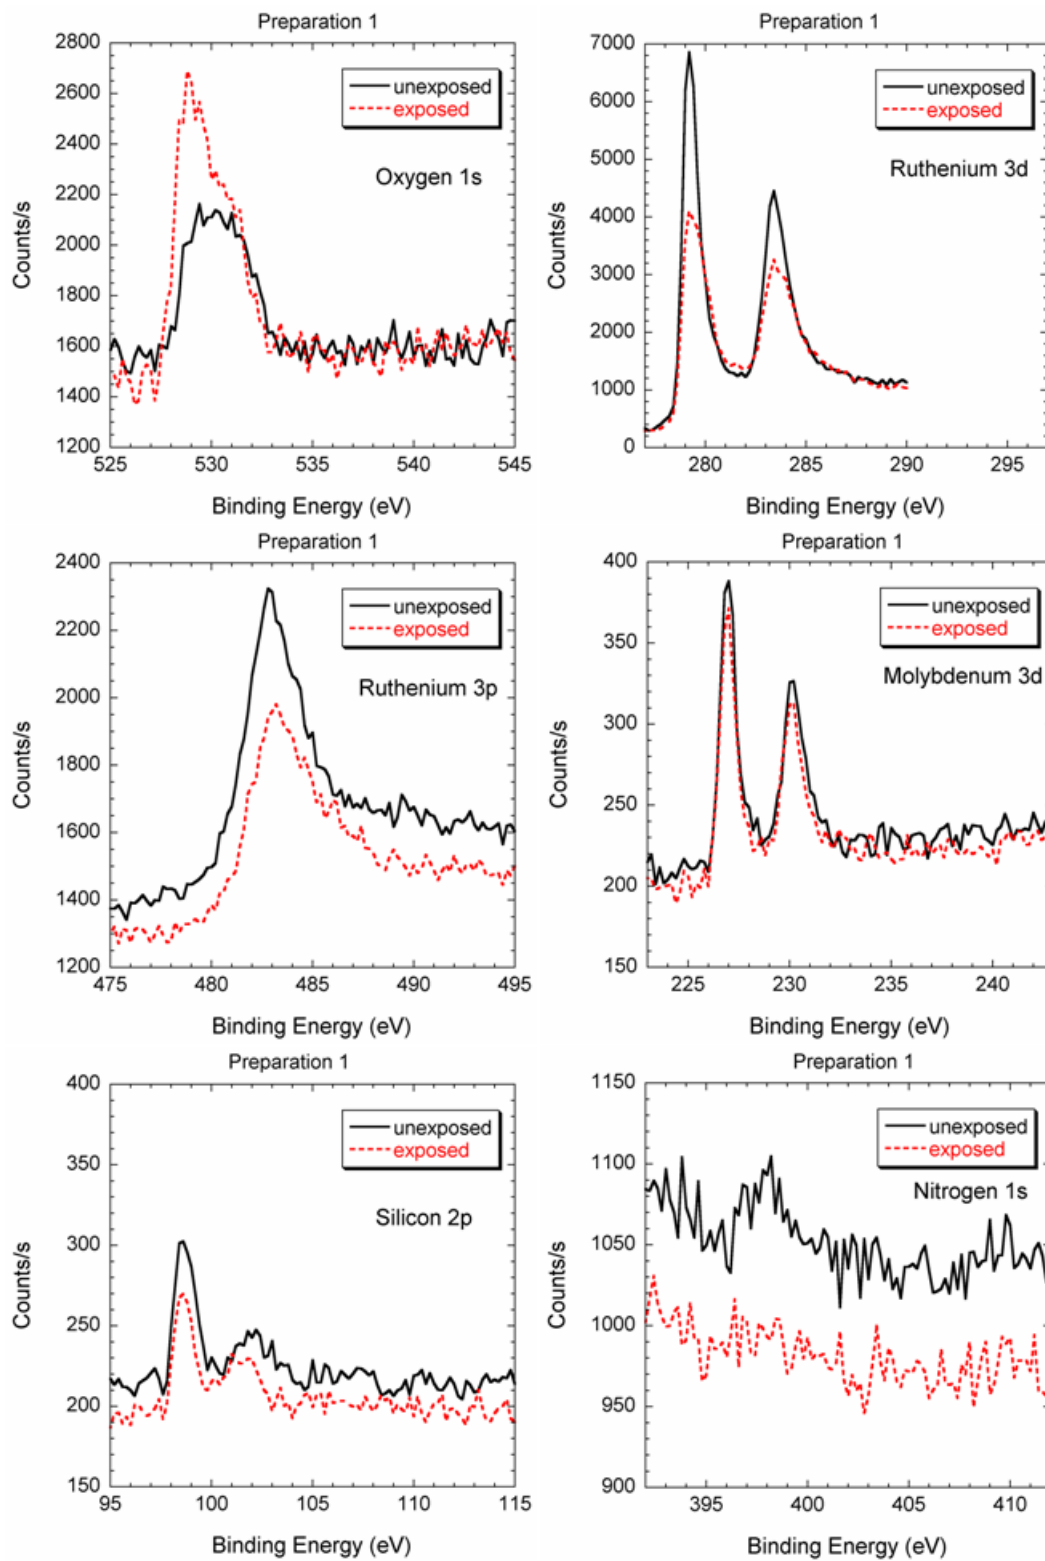 Preparation 1
2800
2600
2400
2200
2000
1800
1600
1400
1200
525
530
535
540
545
unexposed
exposed
Oxygen 1s
Counts/s
Binding Energy (eV)
Preparation 1
7000
6000
5000
4000
3000
2000
1000
0
280
285
290
295
unexposed
exposed
Ruthenium 3d
Counts/s
Binding Energy (eV)
Preparation 1
2400
2200
2000
1800
1600
1400
1200
475
480
485
490
495
unexposed
exposed
Ruthenium 3p
Counts/s
Binding Energy (eV)
Preparation 1
400
350
300
250
200
150
225
230
235
240
unexposed
exposed
Molybdenum 3d
Counts/s
Binding Energy (eV)
Preparation 1
400
350
300
250
200
150
95
100
105
110
115
unexposed
exposed
Silicon 2p
Counts/s
Binding Energy (eV)
Preparation 1
1150
1100
1050
1000
950
900
395
400
405
410
unexposed
exposed
Nitrogen 1s
Counts/s
Binding Energy (eV)